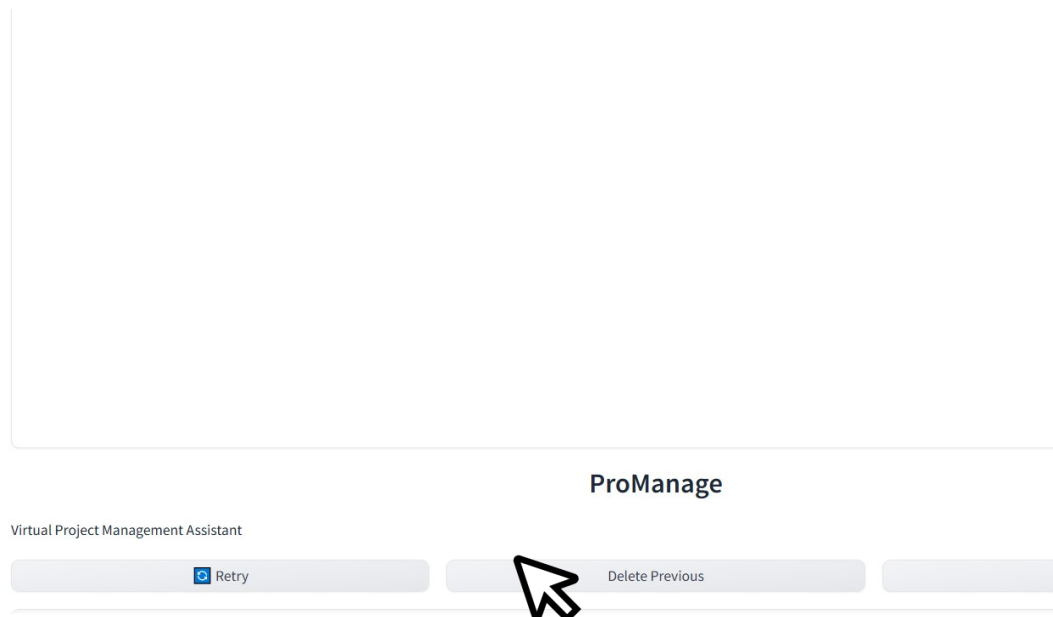 ProManage
Virtual Project Management Assistant
Retry
Delete Previous